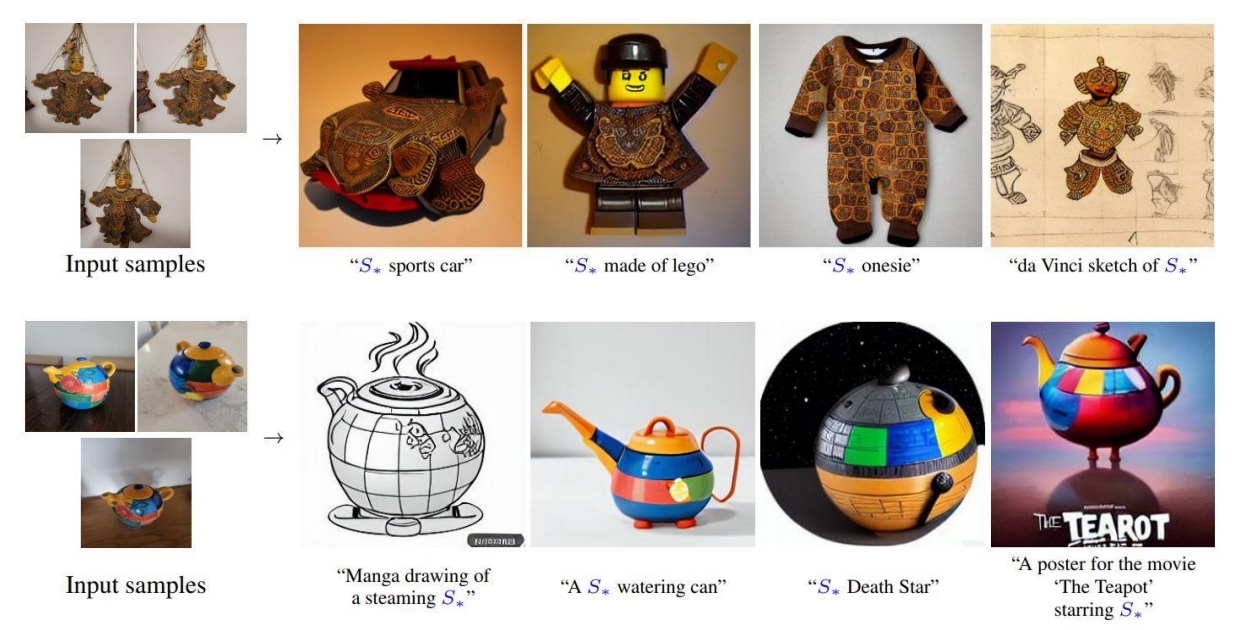 Input samples
→
"S* sports car"
"S* made of lego"
"S* onesie"
"da Vinci sketch of S*"
Input samples
→
"Manga drawing of
a steaming S*"
"A S* watering can"
"S* Death Star"
THE TEAROT
"A poster for the movie
'The Teapot'
starring S*"